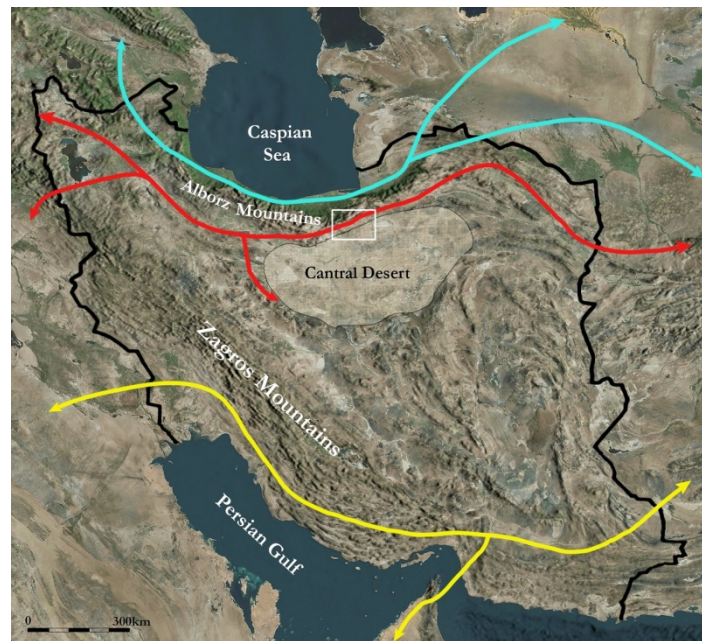 Caspian
Sea
Alborz Mountains
Cantral Desert
Zagros Mountains
Persian Gulf
0 300km